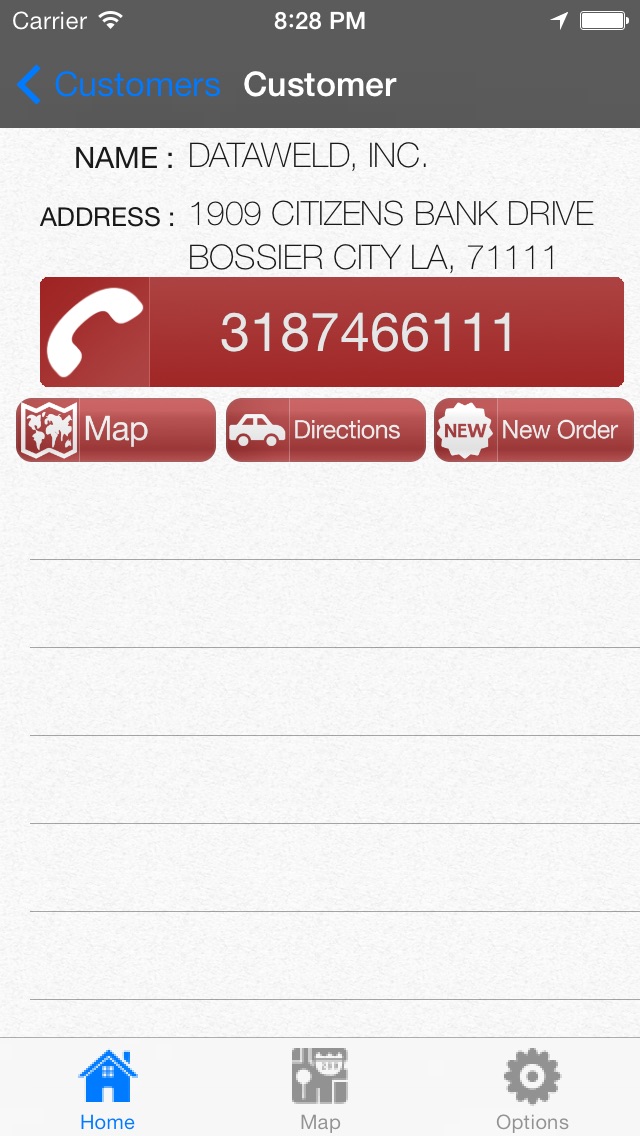 Carrier 8:28 PM
Customers Customer
NAME : DATAWELD, INC.
ADDRESS : 1909 CITIZENS BANK DRIVE
BOSSIER CITY LA, 71111
3187466111
Map Directions NEW New Order
Home Map Options